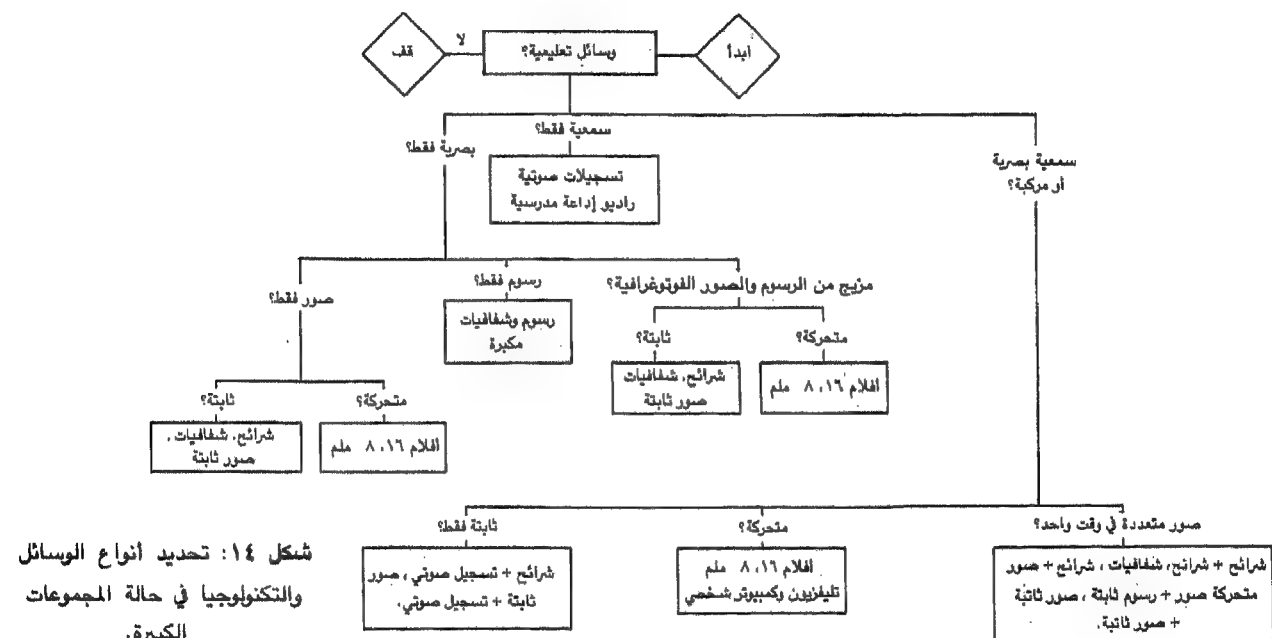 ابدأ
وسائل تعليمية؟
لا
قف
سمعية بصرية
أو مركبة؟
سمعية فقط؟
بصرية فقط؟
تسجيلات صوتية
راديو إذاعة مدرسية
مزيج من الرسوم والصور الفوتوغرافية؟
رسوم فقط؟
صور فقط؟
رسوم وشفافيات
مكبرة
متحركة؟
ثابتة؟
افلام ١٦، ٨ ملم
شرائح، شفافيات
صور ثابتة
متحركة؟
ثابتة؟
افلام ١٦، ٨ ملم
شرائح، شفافيات،
صور ثابتة
صور متعددة في وقت واحد؟
متحركة؟
ثابتة فقط؟
شرائح + شرائح، شفافيات، شرائح + صور
متحركة صور + رسوم ثابتة، صور ثابتة
+ صور ثابتة.
افلام ١٦، ٨ ملم
تليفزيون وكمبيوتر شخصي
شرائح + تسجيل صوتي، صور
ثابتة + تسجيل صوتي.
شكل ١٤: تحديد أنواع الوسائل
والتكنولوجيا في حالة المجموعات
الكبيرة.